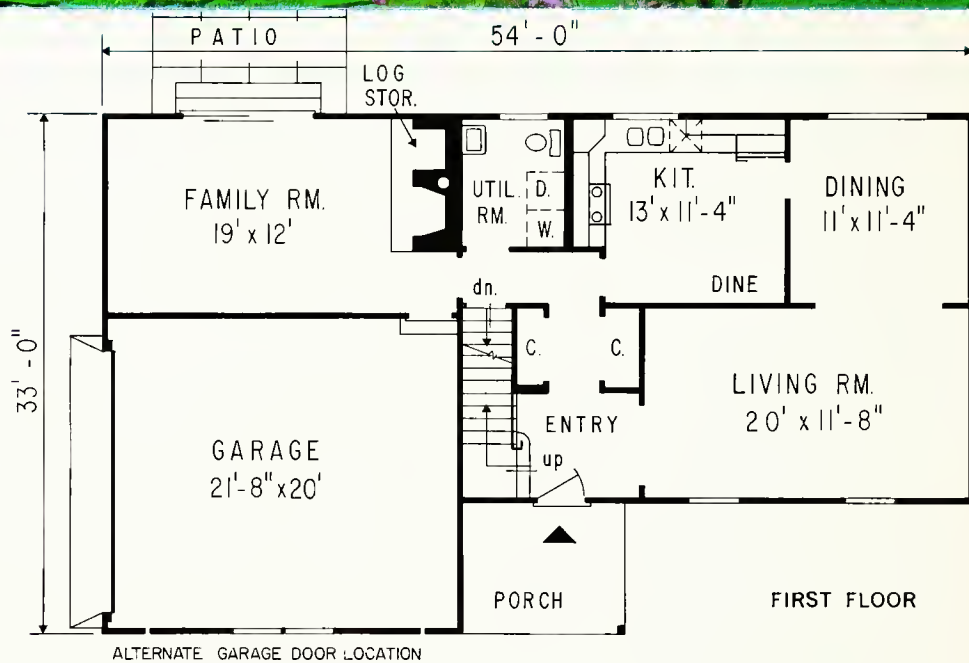 PATIO
54'-0"
LOG
STOR.
FAMILY RM.
19' x 12'
UTIL.
RM.
D.
W.
KIT.
13' x 11'-4"
DINING
11' x 11'-4"
DINE
dn.
33'-0"
C.
C.
LIVING RM.
20' x 11'-8"
ENTRY
up
GARAGE
21'-8" x 20'
PORCH
FIRST FLOOR
ALTERNATE GARAGE DOOR LOCATION